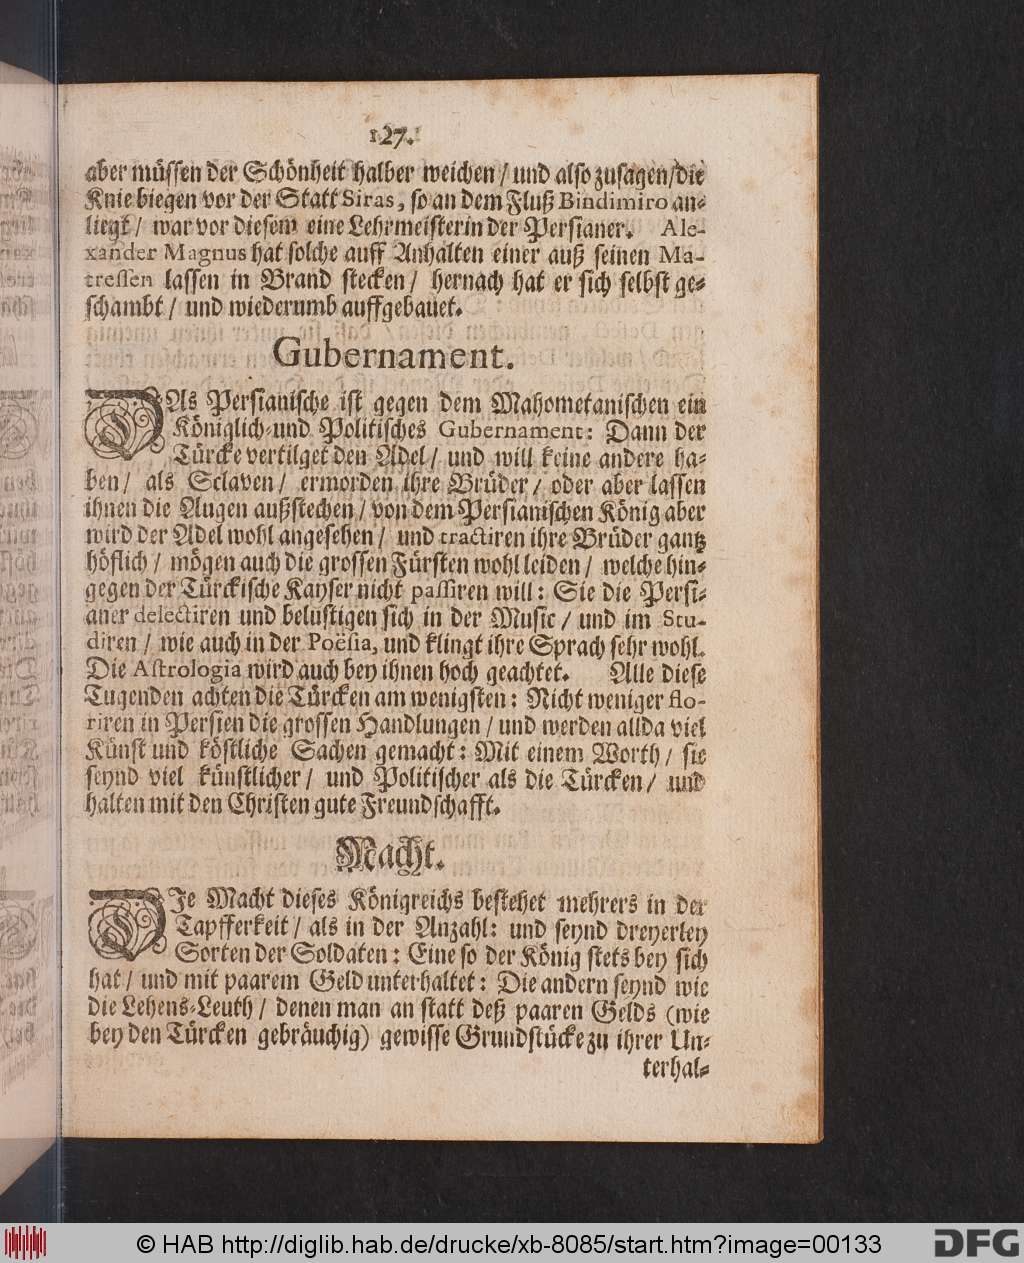 127.
aber müssen der Schönheit halber weichen / und also zusagen / die
Knie biegen vor der Statt Siras, so an dem Fluß Bindimiro an-
liegt / war vor diesem eine Lehrmeisterin der Persianer. Ale-
xander Magnus hat solche auff Anhalten einer auß seinen Ma-
tressen lassen in Brand stecken / hernach hat er sich selbst ge-
schambt / und wiederumb auffgebauet.
Gubernament.
DAs Persianische ist gegen dem Mahometanischen ein
Königlich-und Politisches Gubernament: Dann der
Türcke vertilget den Adel / und will keine andere ha-
ben / als Sclaven / ermorden ihre Brüder / oder aber lassen
ihnen die Augen außstechen / von dem Persianischen König aber
wird der Adel wohl angesehen / und tractiren ihre Brüder gantz
höflich / mögen auch die grossen Fürsten wohl leiden / welche hin-
gegen der Türckische Kayser nicht passiren will: Sie die Persi-
aner delectiren und belustigen sich in der Music / und im Stu-
diren / wie auch in der Poësia, und klingt ihre Sprach sehr wohl.
Die Astrologia wird auch bey ihnen hoch geachtet. Alle diese
Tugenden achten die Türcken am wenigsten: Nicht weniger flo-
riren in Persien die grossen Handlungen / und werden allda viel
Künst und köstliche Sachen gemacht: Mit einem Worth / sie
seynd viel künstlicher / und Politischer als die Türcken / und
halten mit den Christen gute Freundschafft.
Macht.
DIe Macht dieses Königreichs bestehet mehrers in der
Tapfferkeit / als in der Anzahl: und seynd dreyerley
Sorten der Soldaten: Eine so der König stets bey sich
hat / und mit paarem Geld unterhaltet: Die andern seynd wie
die Lehens-Leuth / denen man an statt deß paaren Gelds (wie
bey den Türcken gebräuchig) gewisse Grundstücke zu ihrer Un-
terhal-
© HAB http://diglib.hab.de/drucke/xb-8085/start.htm?image=00133
DFG